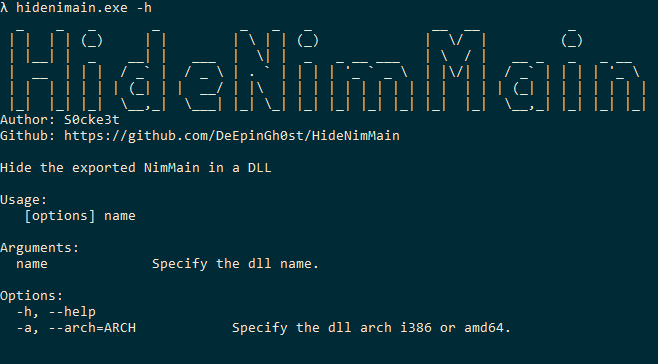 λ hidenimain.exe -h
HideNimMain
Author: S0cke3t
Github: https://github.com/DeEpinGh0st/HideNimMain
Hide the exported NimMain in a DLL
Usage:
[options] name
Arguments:
name Specify the dll name.
Options:
-h, --help
-a, --arch=ARCH Specify the dll arch i386 or amd64.